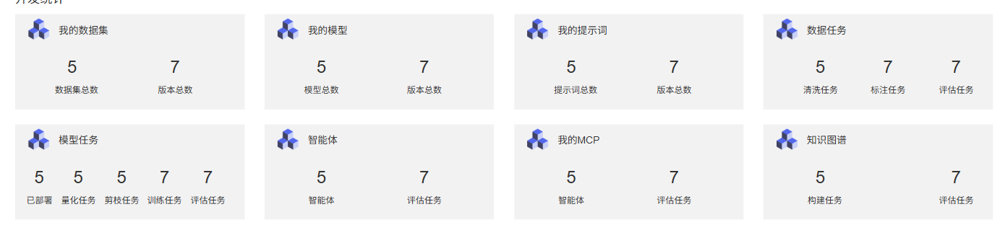 开发统计
我的数据集 我的模型 我的提示词 数据任务
5 7 5 7 5 7 5 7 7
数据集总数 版本总数 模型总数 版本总数 提示词总数 版本总数 清洗任务 标注任务 评估任务
模型任务 智能体 我的MCP 知识图谱
5 5 5 7 7 5 7 5 7 5 7
已部署 量化任务 剪枝任务 训练任务 评估任务 智能体 评估任务 智能体 评估任务 构建任务 评估任务